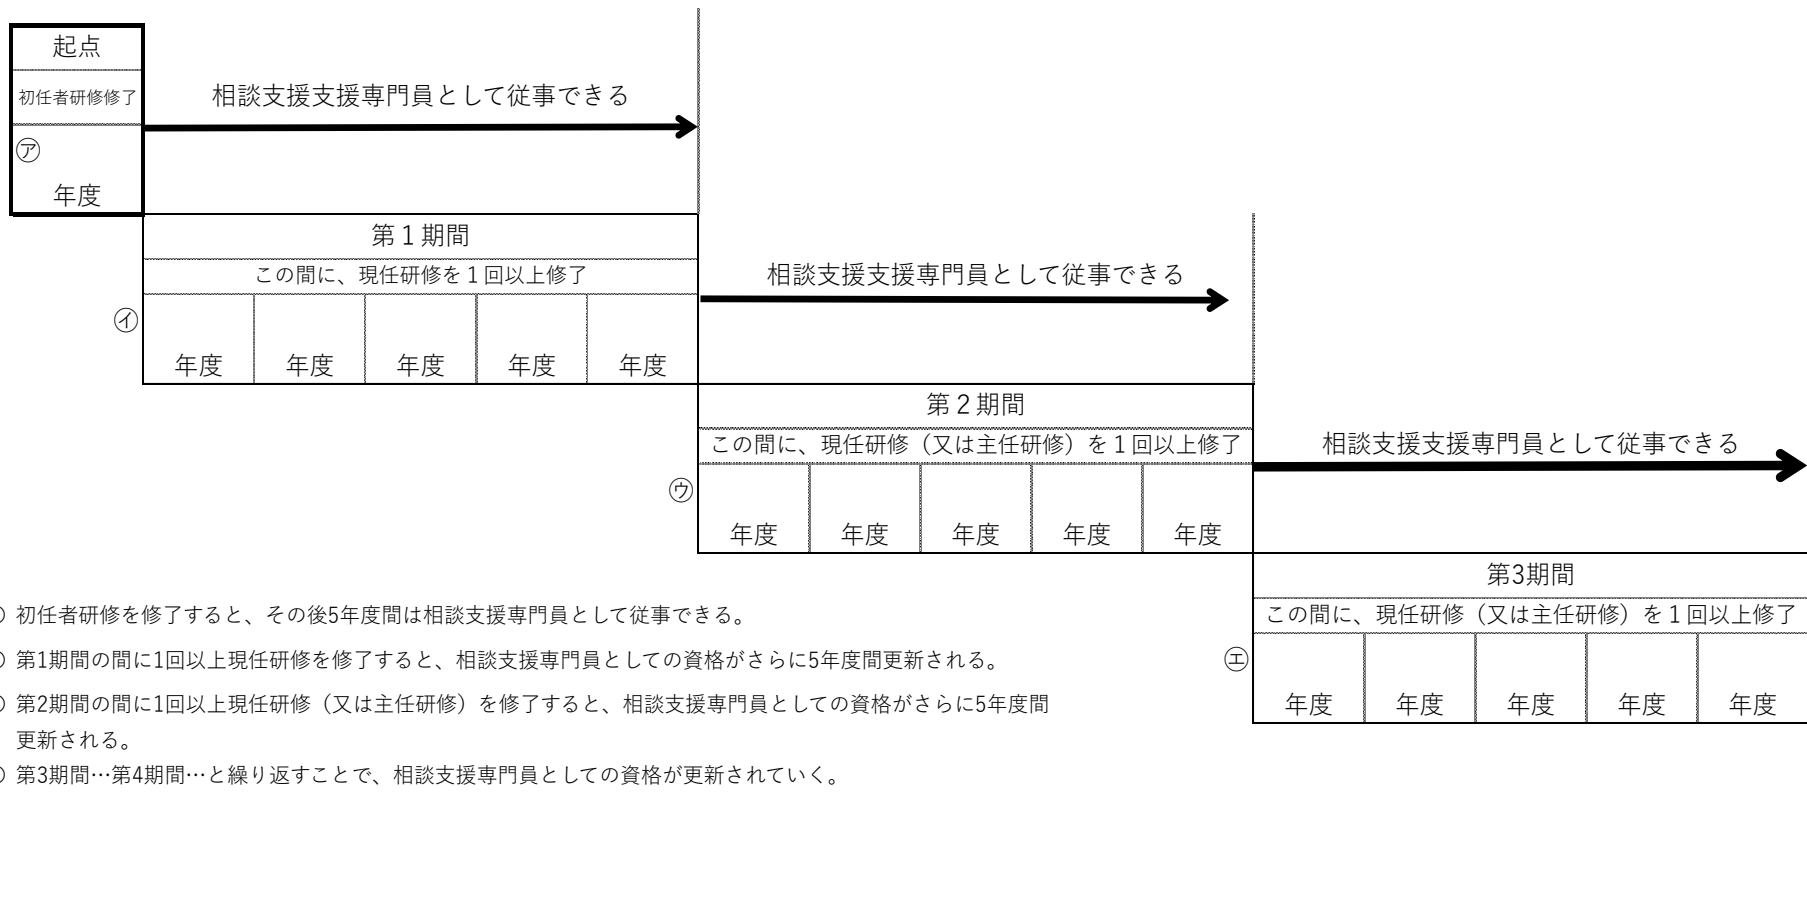 起点
初任者研修修了
㋐
年度
相談支援支援専門員として従事できる
第１期間
この間に、現任研修を１回以上修了
㋑
年度 年度 年度 年度 年度
相談支援支援専門員として従事できる
第２期間
この間に、現任研修（又は主任研修）を１回以上修了
㋒
年度 年度 年度 年度 年度
相談支援支援専門員として従事できる
第3期間
この間に、現任研修（又は主任研修）を１回以上修了
㋓
年度 年度 年度 年度 年度
初任者研修を修了すると、その後5年度間は相談支援専門員として従事できる。
第1期間の間に1回以上現任研修を修了すると、相談支援専門員としての資格がさらに5年度間更新される。
第2期間の間に1回以上現任研修（又は主任研修）を修了すると、相談支援専門員としての資格がさらに5年度間
更新される。
第3期間…第4期間…と繰り返すことで、相談支援専門員としての資格が更新されていく。